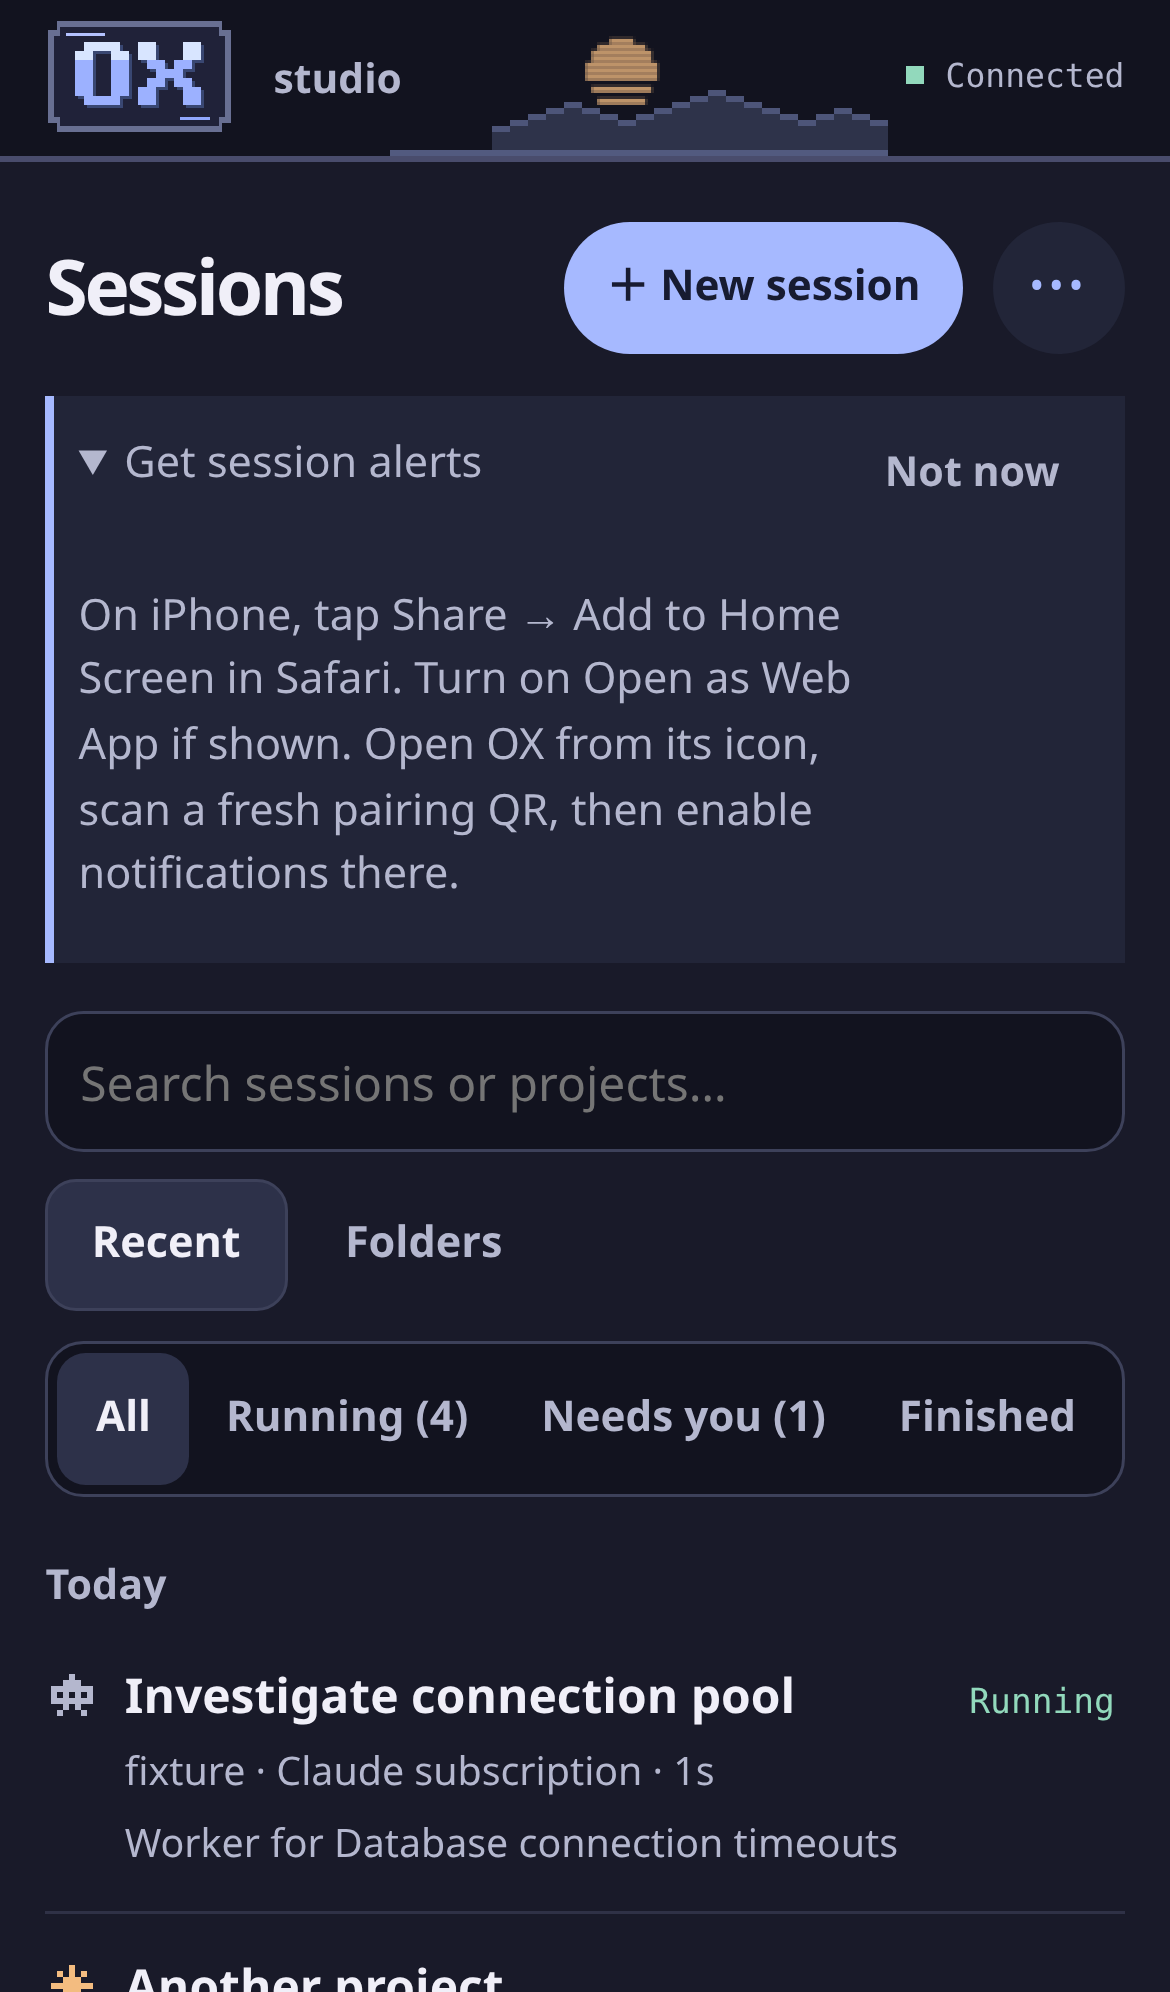 OX studio
Connected
Sessions
+ New session
...
▼ Get session alerts
Not now
On iPhone, tap Share → Add to Home
Screen in Safari. Turn on Open as Web
App if shown. Open OX from its icon,
scan a fresh pairing QR, then enable
notifications there.
Search sessions or projects...
Recent
Folders
All
Running (4)
Needs you (1)
Finished
Today
Investigate connection pool
Running
fixture · Claude subscription · 1s
Worker for Database connection timeouts
Another project